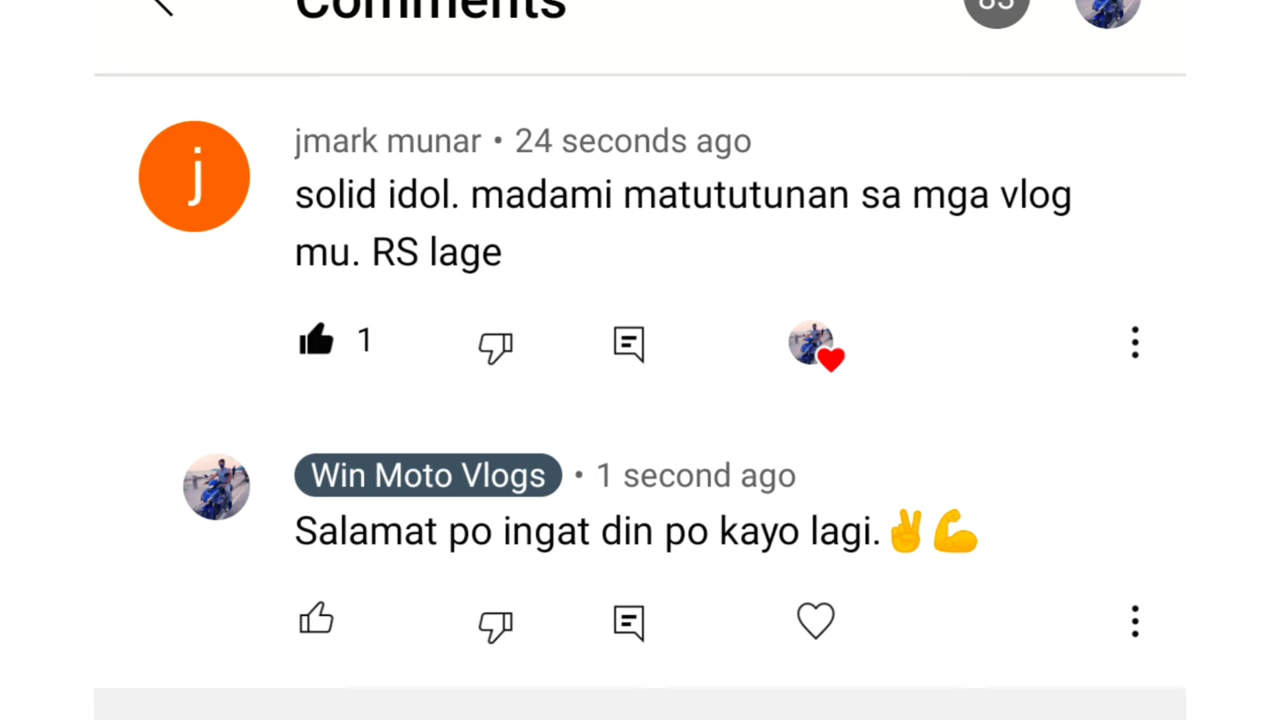 Comments
83
jmark munar • 24 seconds ago
j
solid idol. madami matututunan sa mga vlog
mu. RS lage
1
Win Moto Vlogs • 1 second ago
Salamat po ingat din po kayo lagi.✌💪